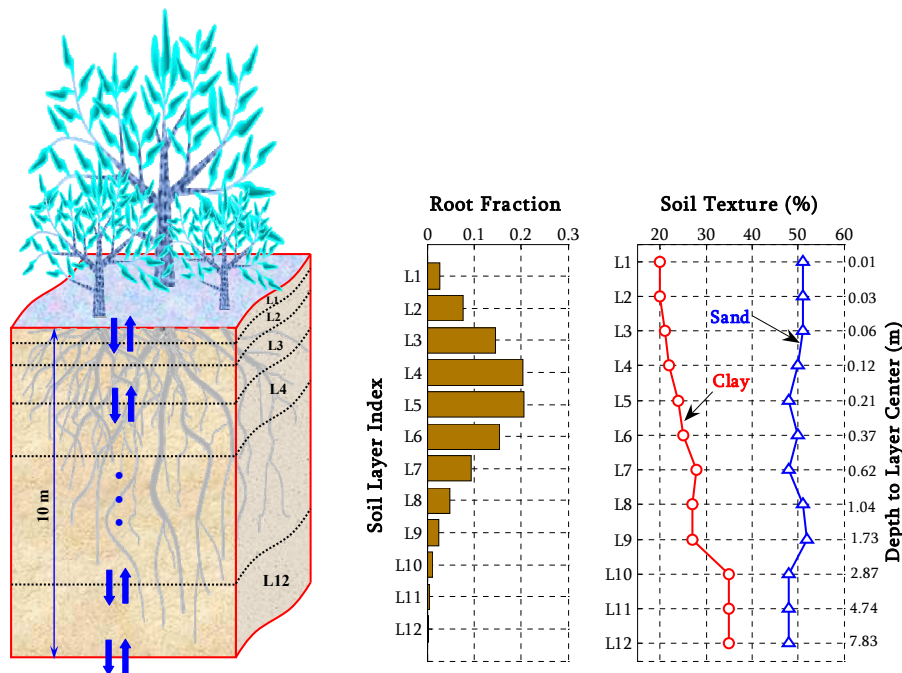 L1
L2
L3
L4
L12
10 m
Root Fraction
0 0.1 0.2 0.3
Soil Layer Index
L1
L2
L3
L4
L5
L6
L7
L8
L9
L10
L11
L12
Soil Texture (%)
20 30 50 60
L1 0.01
L2 0.03
L3 0.06
L4 0.12
L5 0.21
L6 0.37
L7 0.62
L8 1.04
L9 1.73
L10 2.87
L11 4.74
L12 7.83
Sand
Clay
Depth to Layer Center (m)